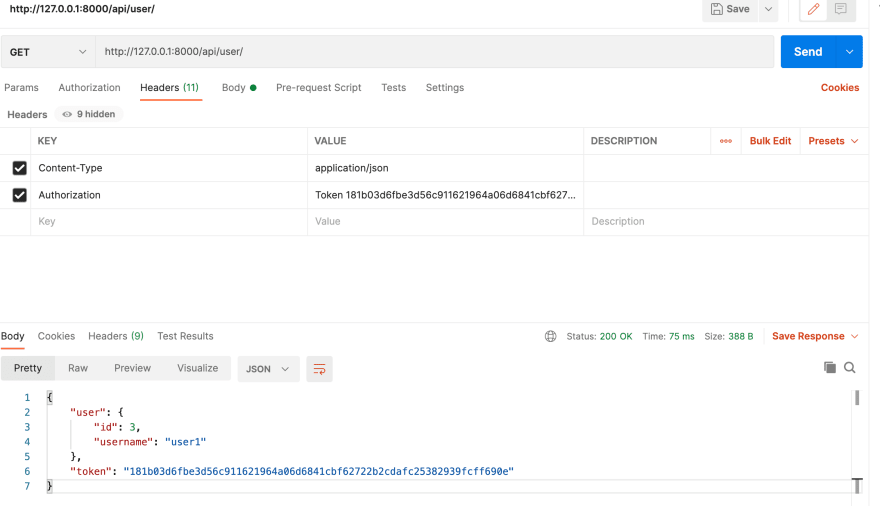 http://127.0.0.1:8000/api/user/
Save
GET
http://127.0.0.1:8000/api/user/
Send
Params Authorization Headers (11) Body Pre-request Script Tests Settings Cookies
Headers 9 hidden
KEY VALUE DESCRIPTION ooo Bulk Edit Presets
Content-Type application/json
Authorization Token 181b03d6fbe3d56c911621964a06d6841cbf627...
Key Value Description
Body Cookies Headers (9) Test Results Status: 200 OK Time: 75 ms Size: 388 B Save Response
Pretty Raw Preview Visualize JSON
1 {
2 "user": {
3 "id": 3,
4 "username": "user1"
5 },
6 "token": "181b03d6fbe3d56c911621964a06d6841cbf62722b2cdafc25382939fcff690e"
7 }